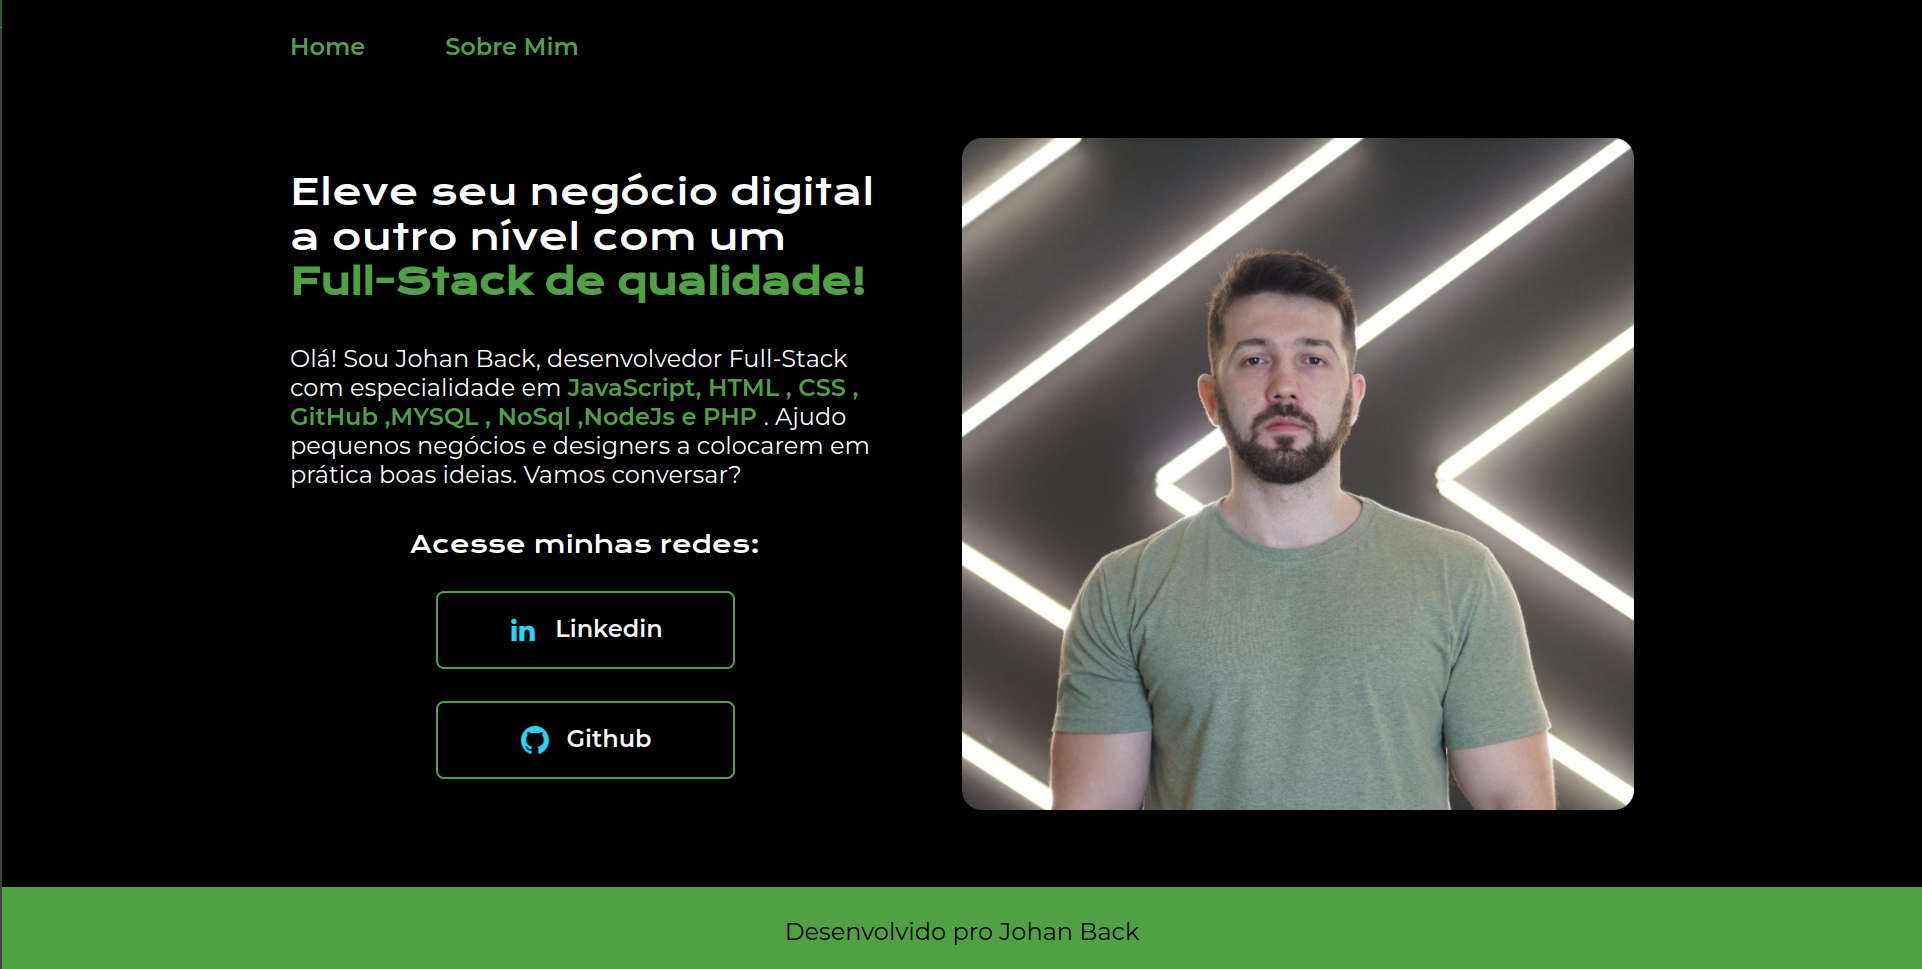 Home Sobre Mim
Eleve seu negócio digital
a outro nível com um
Full-Stack de qualidade!
Olá! Sou Johan Back, desenvolvedor Full-Stack
com especialidade em JavaScript, HTML , CSS ,
GitHub ,MYSQL , NoSql ,NodeJs e PHP . Ajudo
pequenos negócios e designers a colocarem em
prática boas ideias. Vamos conversar?
Acesse minhas redes:
in Linkedin
Github
Desenvolvido pro Johan Back